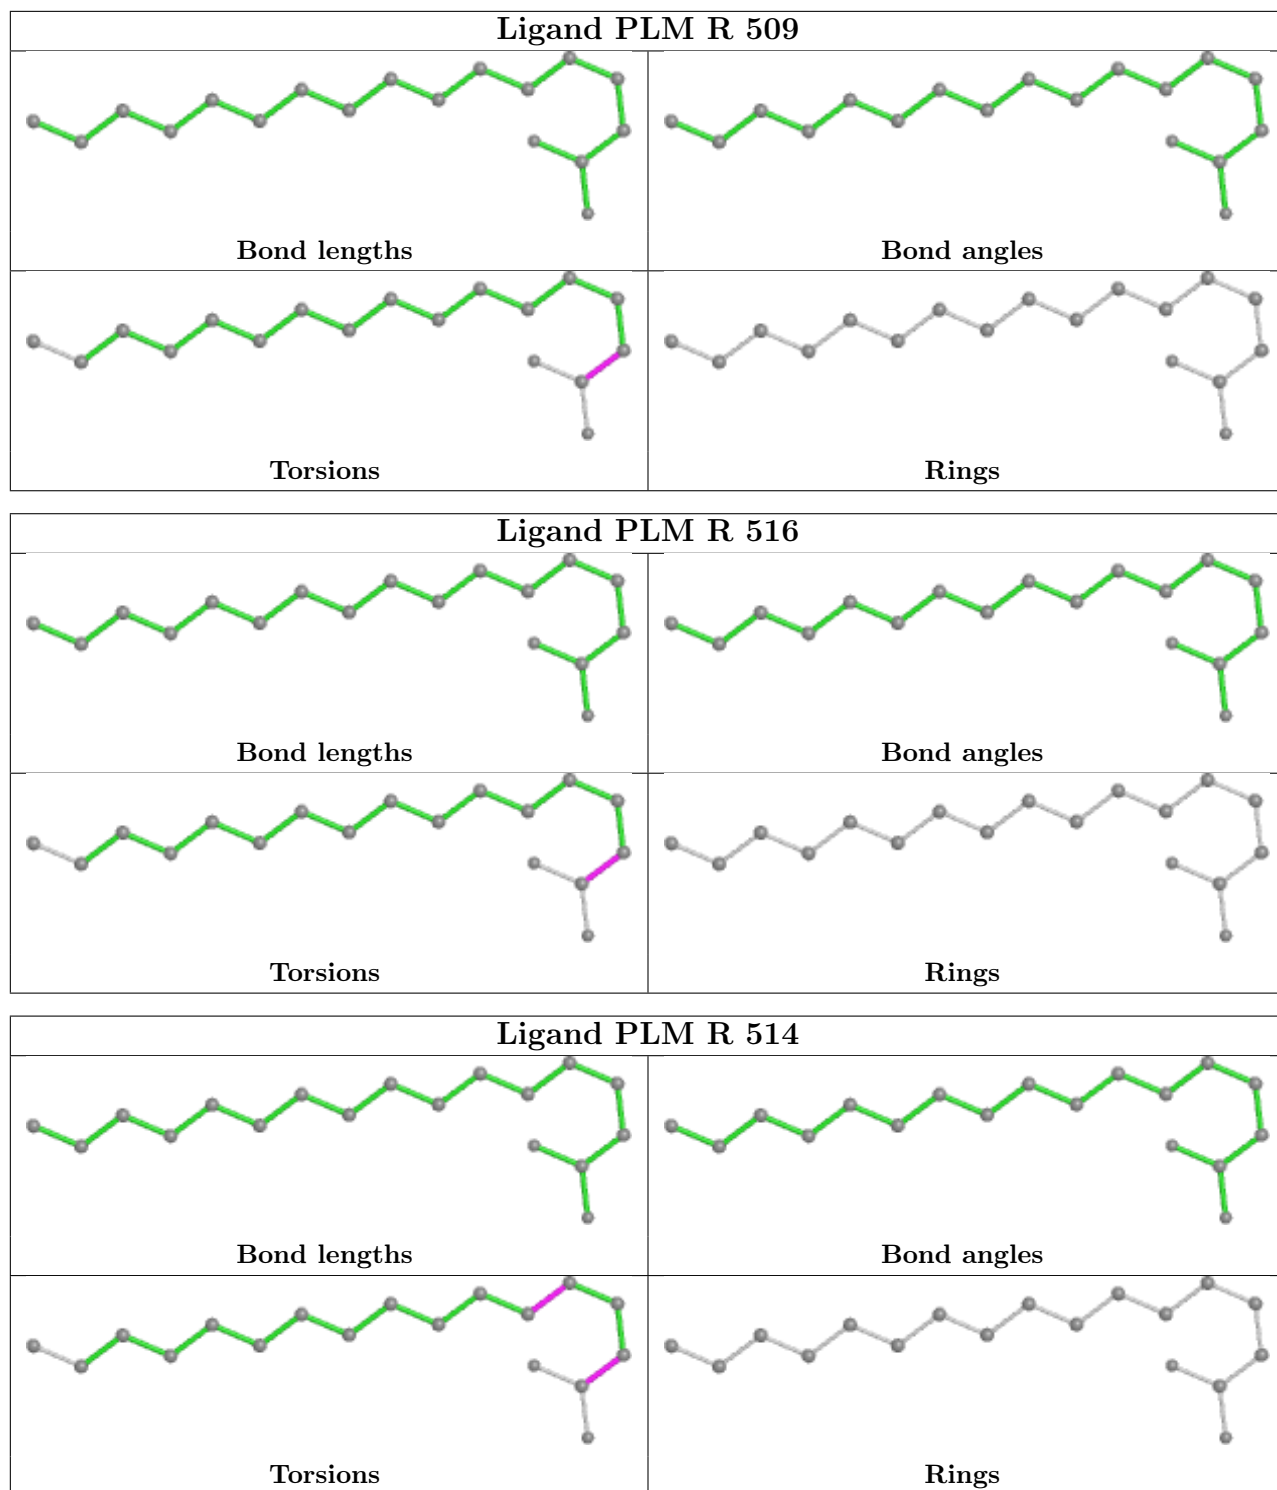 Ligand PLM R 509
Bond lengths
Bond angles
Torsions
Rings
Ligand PLM R 516
Bond lengths
Bond angles
Torsions
Rings
Ligand PLM R 514
Bond lengths
Bond angles
Torsions
Rings